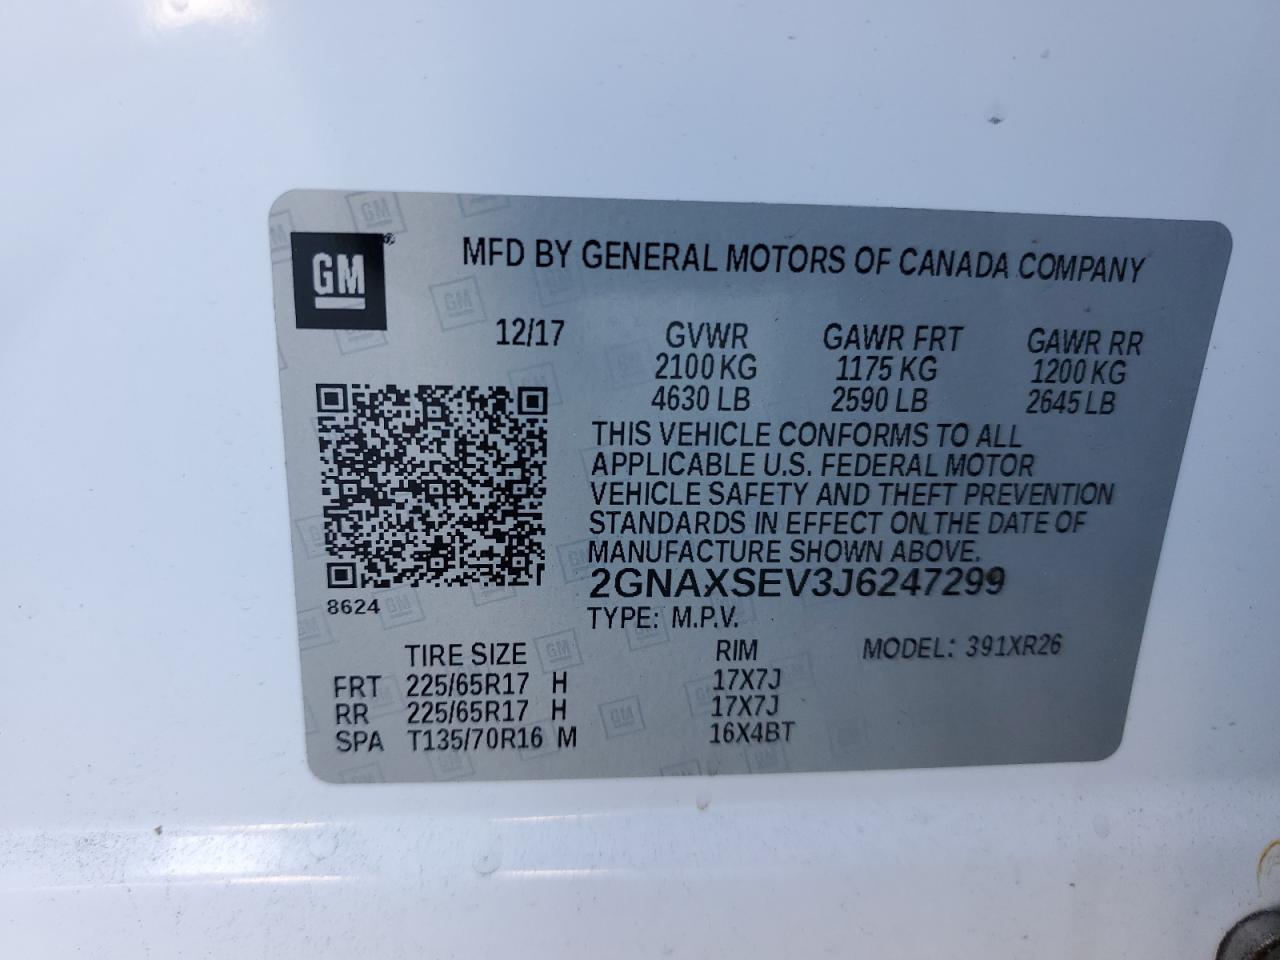 GM
MFD BY GENERAL MOTORS OF CANADA COMPANY
12/17 GVWR GAWR FRT GAWR RR
2100 KG 1175 KG 1200 KG
4630 LB 2590 LB 2645 LB
THIS VEHICLE CONFORMS TO ALL
APPLICABLE U.S. FEDERAL MOTOR
VEHICLE SAFETY AND THEFT PREVENTION
STANDARDS IN EFFECT ON THE DATE OF
MANUFACTURE SHOWN ABOVE.
2GNAXSEV3J6247299
8624
TYPE: M.P.V.
TIRE SIZE RIM MODEL: 391XR26
FRT 225/65R17 H 17X7J
RR 225/65R17 H 17X7J
SPA T135/70R16 M 16X4BT